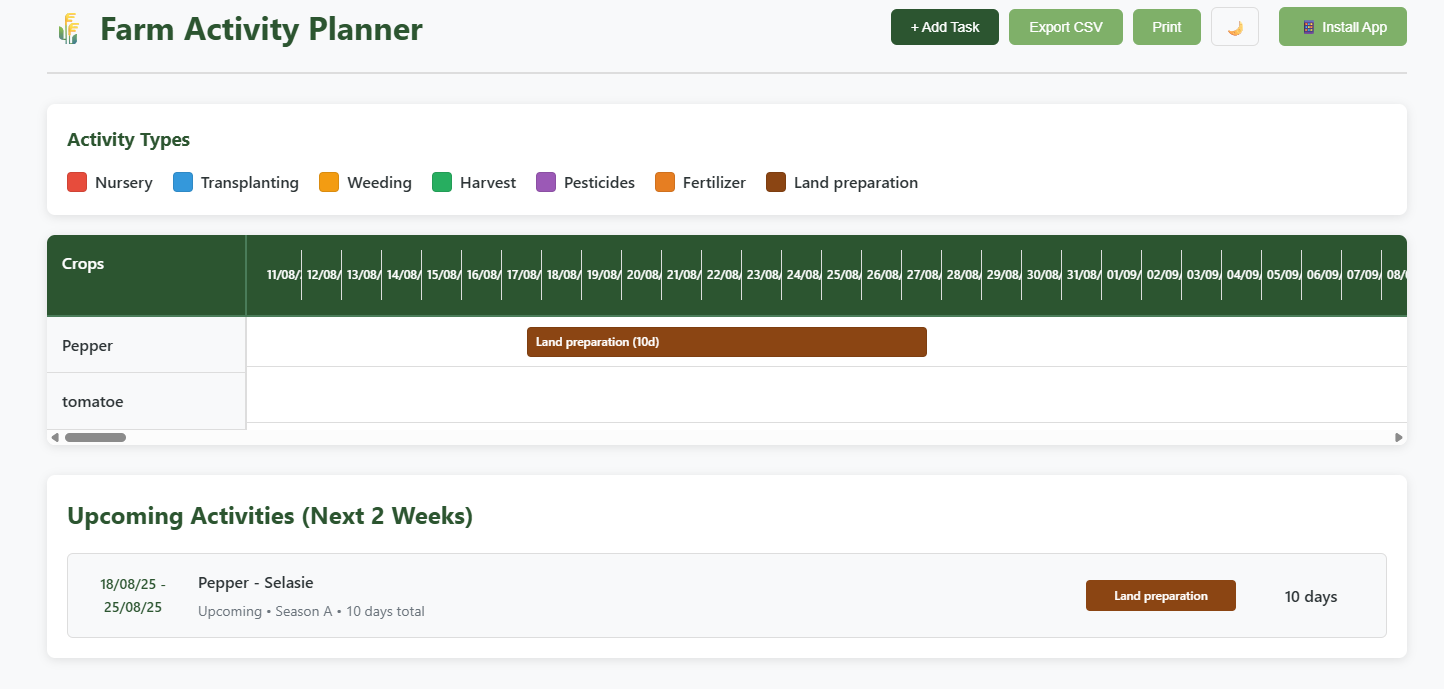 Farm Activity Planner
+ Add Task
Export CSV
Print
Install App
Activity Types
Nursery
Transplanting
Weeding
Harvest
Pesticides
Fertilizer
Land preparation
Crops
11/08/
12/08/
13/08/
14/08/
15/08/
16/08/
17/08/
18/08/
19/08/
20/08/
21/08/
22/08/
23/08/
24/08/
25/08/
26/08/
27/08/
28/08/
29/08/
30/08/
31/08/
01/09/
02/09/
03/09/
04/09/
05/09/
06/09/
07/09/
Pepper
Land preparation (10d)
tomatoe
Upcoming Activities (Next 2 Weeks)
18/08/25 -
25/08/25
Pepper - Selasie
Upcoming • Season A • 10 days total
Land preparation
10 days